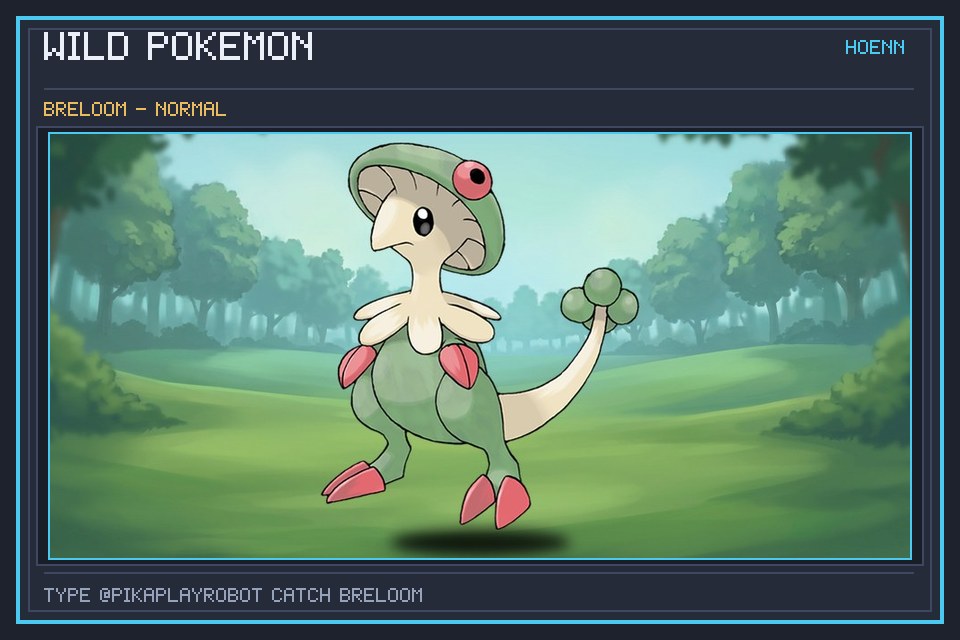 WILD POKEMON
HOENN
BRELOOM - NORMAL
TYPE @PIKAPLAYROBOT CATCH BRELOOM